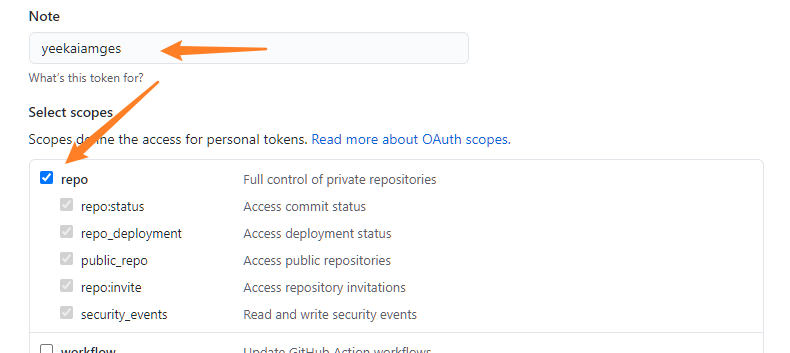 Note
yeekaiamges
What's this token for?
Select scopes
Scopes define the access for personal tokens. Read more about OAuth scopes.
repo Full control of private repositories
repo:status Access commit status
repo_deployment Access deployment status
public_repo Access public repositories
repo:invite Access repository invitations
security_events Read and write security events
workflow Update GitHub Action workflows